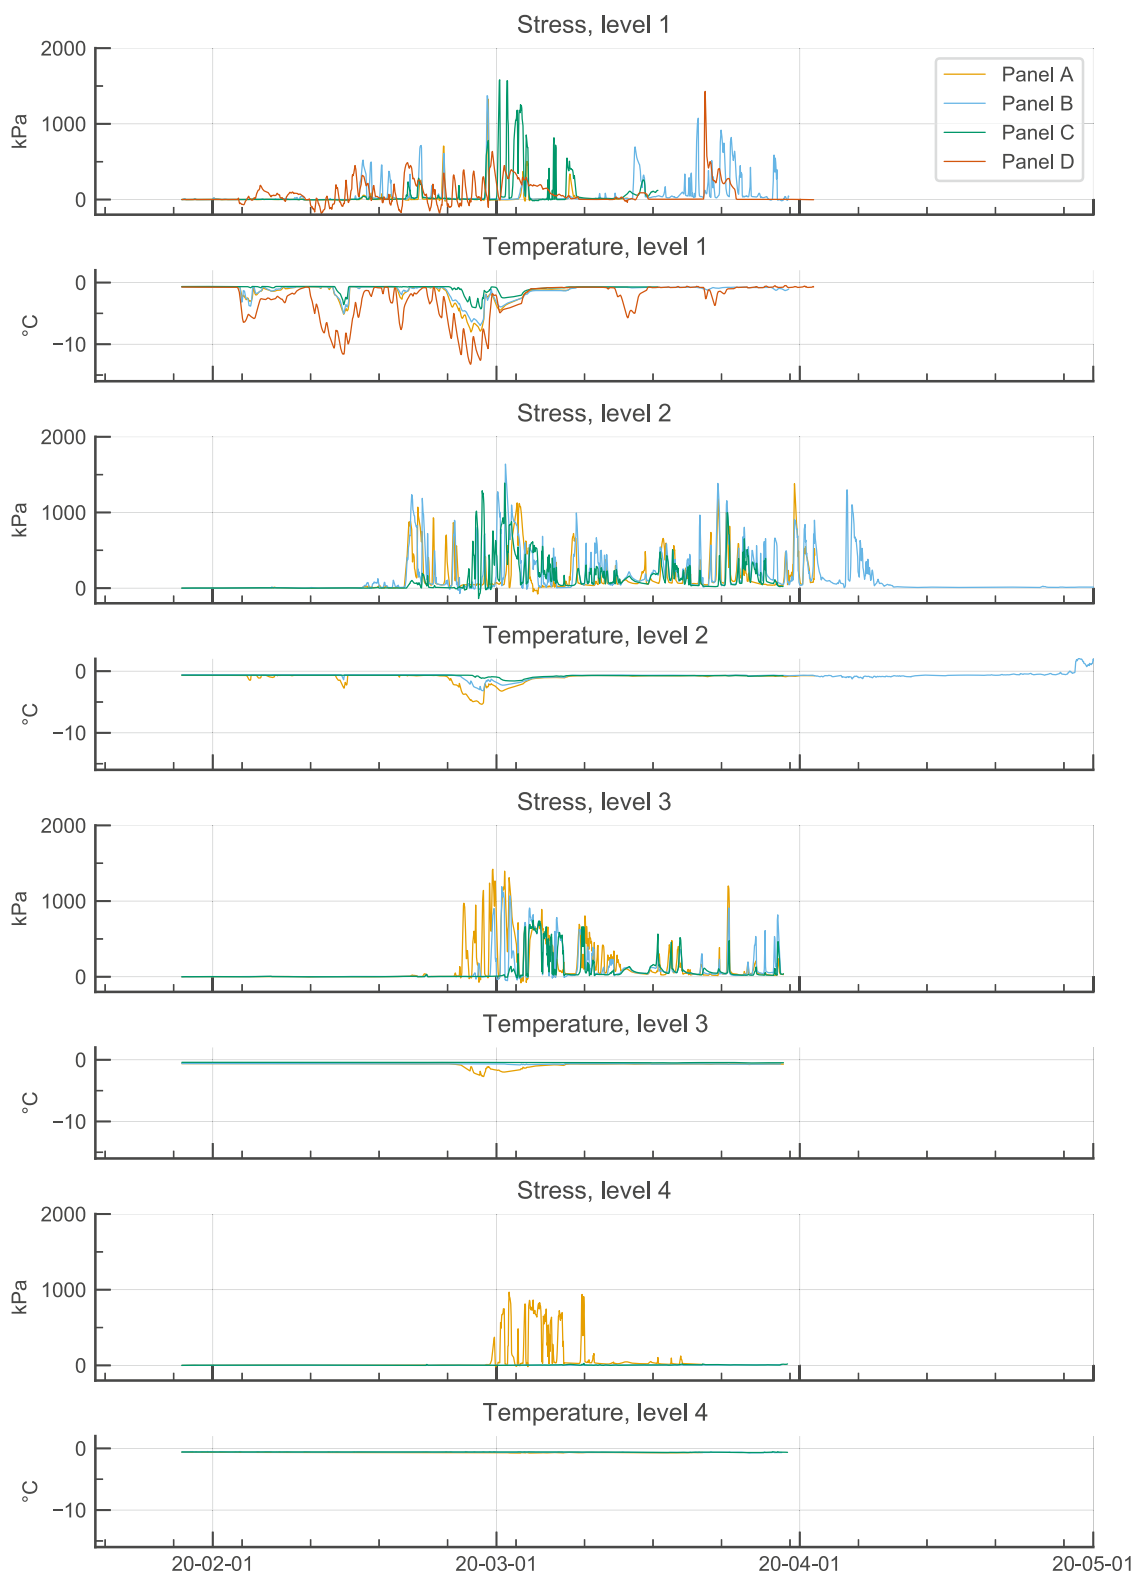 Stress, level 1
2000
1000
0
kPa
Panel A
Panel B
Panel C
Panel D
Temperature, level 1
0
−10
°C
Stress, level 2
2000
1000
0
kPa
Temperature, level 2
0
−10
°C
Stress, level 3
2000
1000
0
kPa
Temperature, level 3
0
−10
°C
Stress, level 4
2000
1000
0
kPa
Temperature, level 4
0
−10
°C
20-02-01 20-03-01 20-04-01 20-05-01